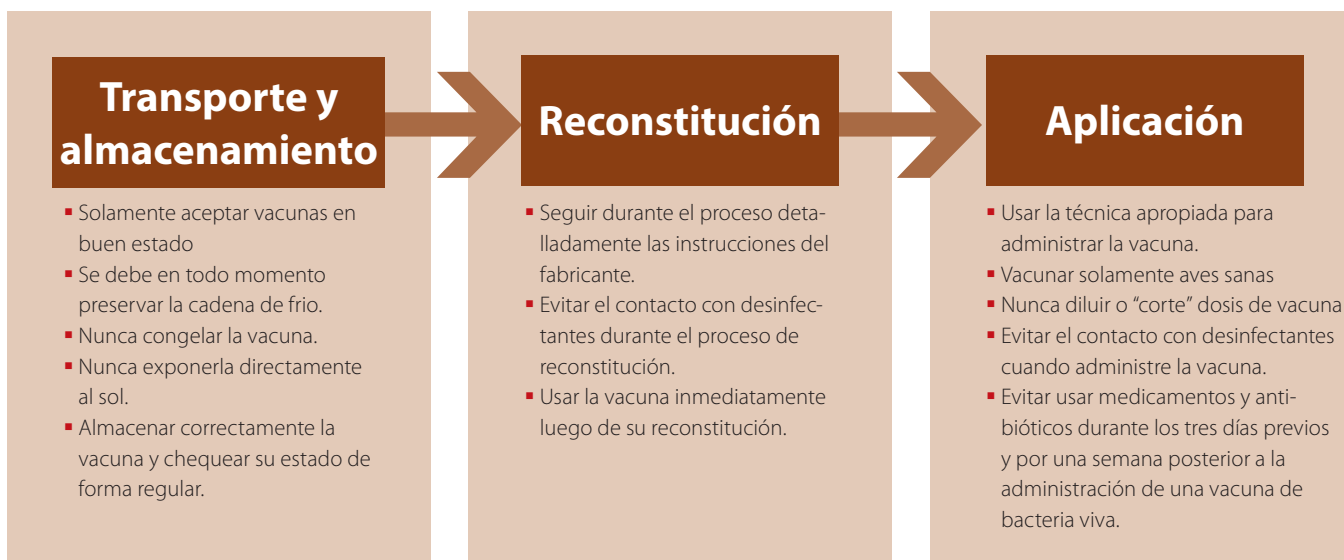 Transporte y
almacenamiento
▪ Solamente aceptar vacunas en
buen estado
▪ Se debe en todo momento
preservar la cadena de frio.
▪ Nunca congelar la vacuna.
▪ Nunca exponerla directamente
al sol.
▪ Almacenar correctamente la
vacuna y chequear su estado de
forma regular.
Reconstitución
▪ Seguir durante el proceso deta-
lladamente las instrucciones del
fabricante.
▪ Evitar el contacto con desinfec-
tantes durante el proceso de
reconstitución.
▪ Usar la vacuna inmediatamente
luego de su reconstitución.
Aplicación
▪ Usar la técnica apropiada para
administrar la vacuna.
▪ Vacunar solamente aves sanas
▪ Nunca diluir o “corte” dosis de vacuna
▪ Evitar el contacto con desinfectantes
cuando administre la vacuna.
▪ Evitar usar medicamentos y anti-
bióticos durante los tres días previos
y por una semana posterior a la
administración de una vacuna de
bacteria viva.